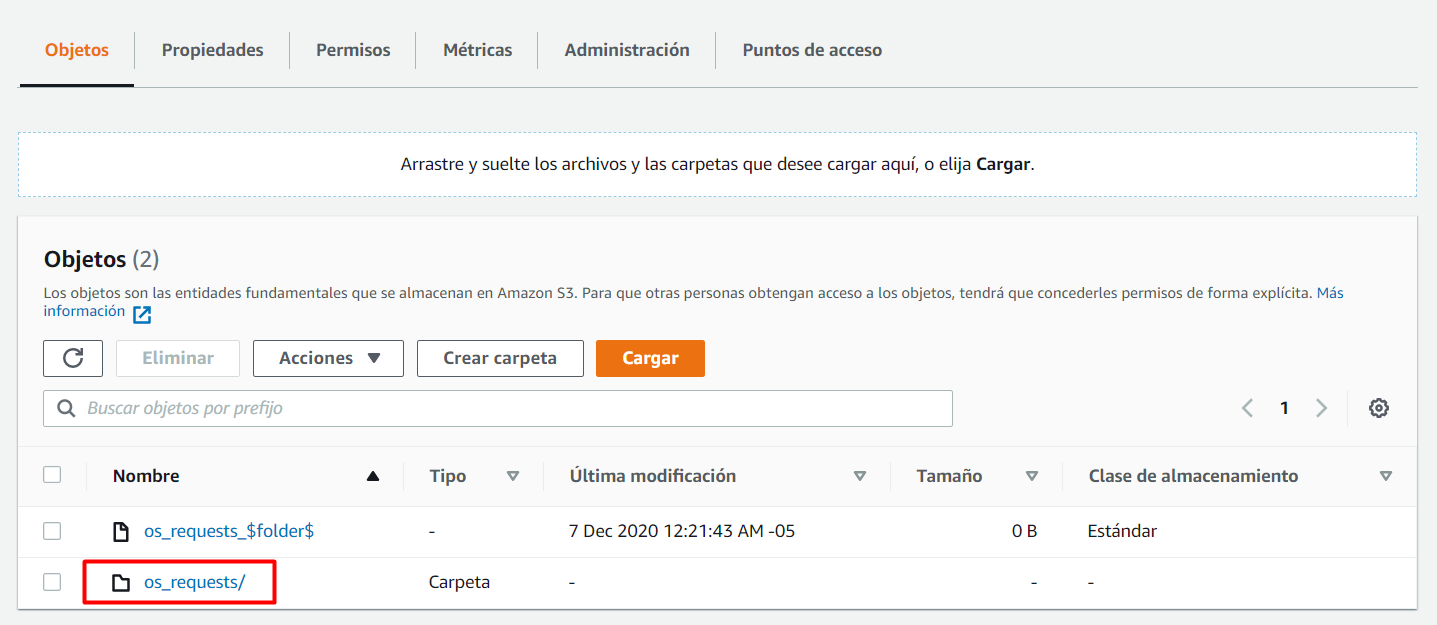 Objetos Propiedades Permisos Métricas Administración Puntos de acceso
Arrastre y suelte los archivos y las carpetas que desee cargar aquí, o elija Cargar.
Objetos (2)
Los objetos son las entidades fundamentales que se almacenan en Amazon S3. Para que otras personas obtengan acceso a los objetos, tendrá que concederles permisos de forma explícita. Más
información
Eliminar Acciones Crear carpeta Cargar
Buscar objetos por prefijo 1
Nombre Tipo Última modificación Tamaño Clase de almacenamiento
os_requests_$folder$ - 7 Dec 2020 12:21:43 AM -05 0 B Estándar
os_requests/ Carpeta - - -